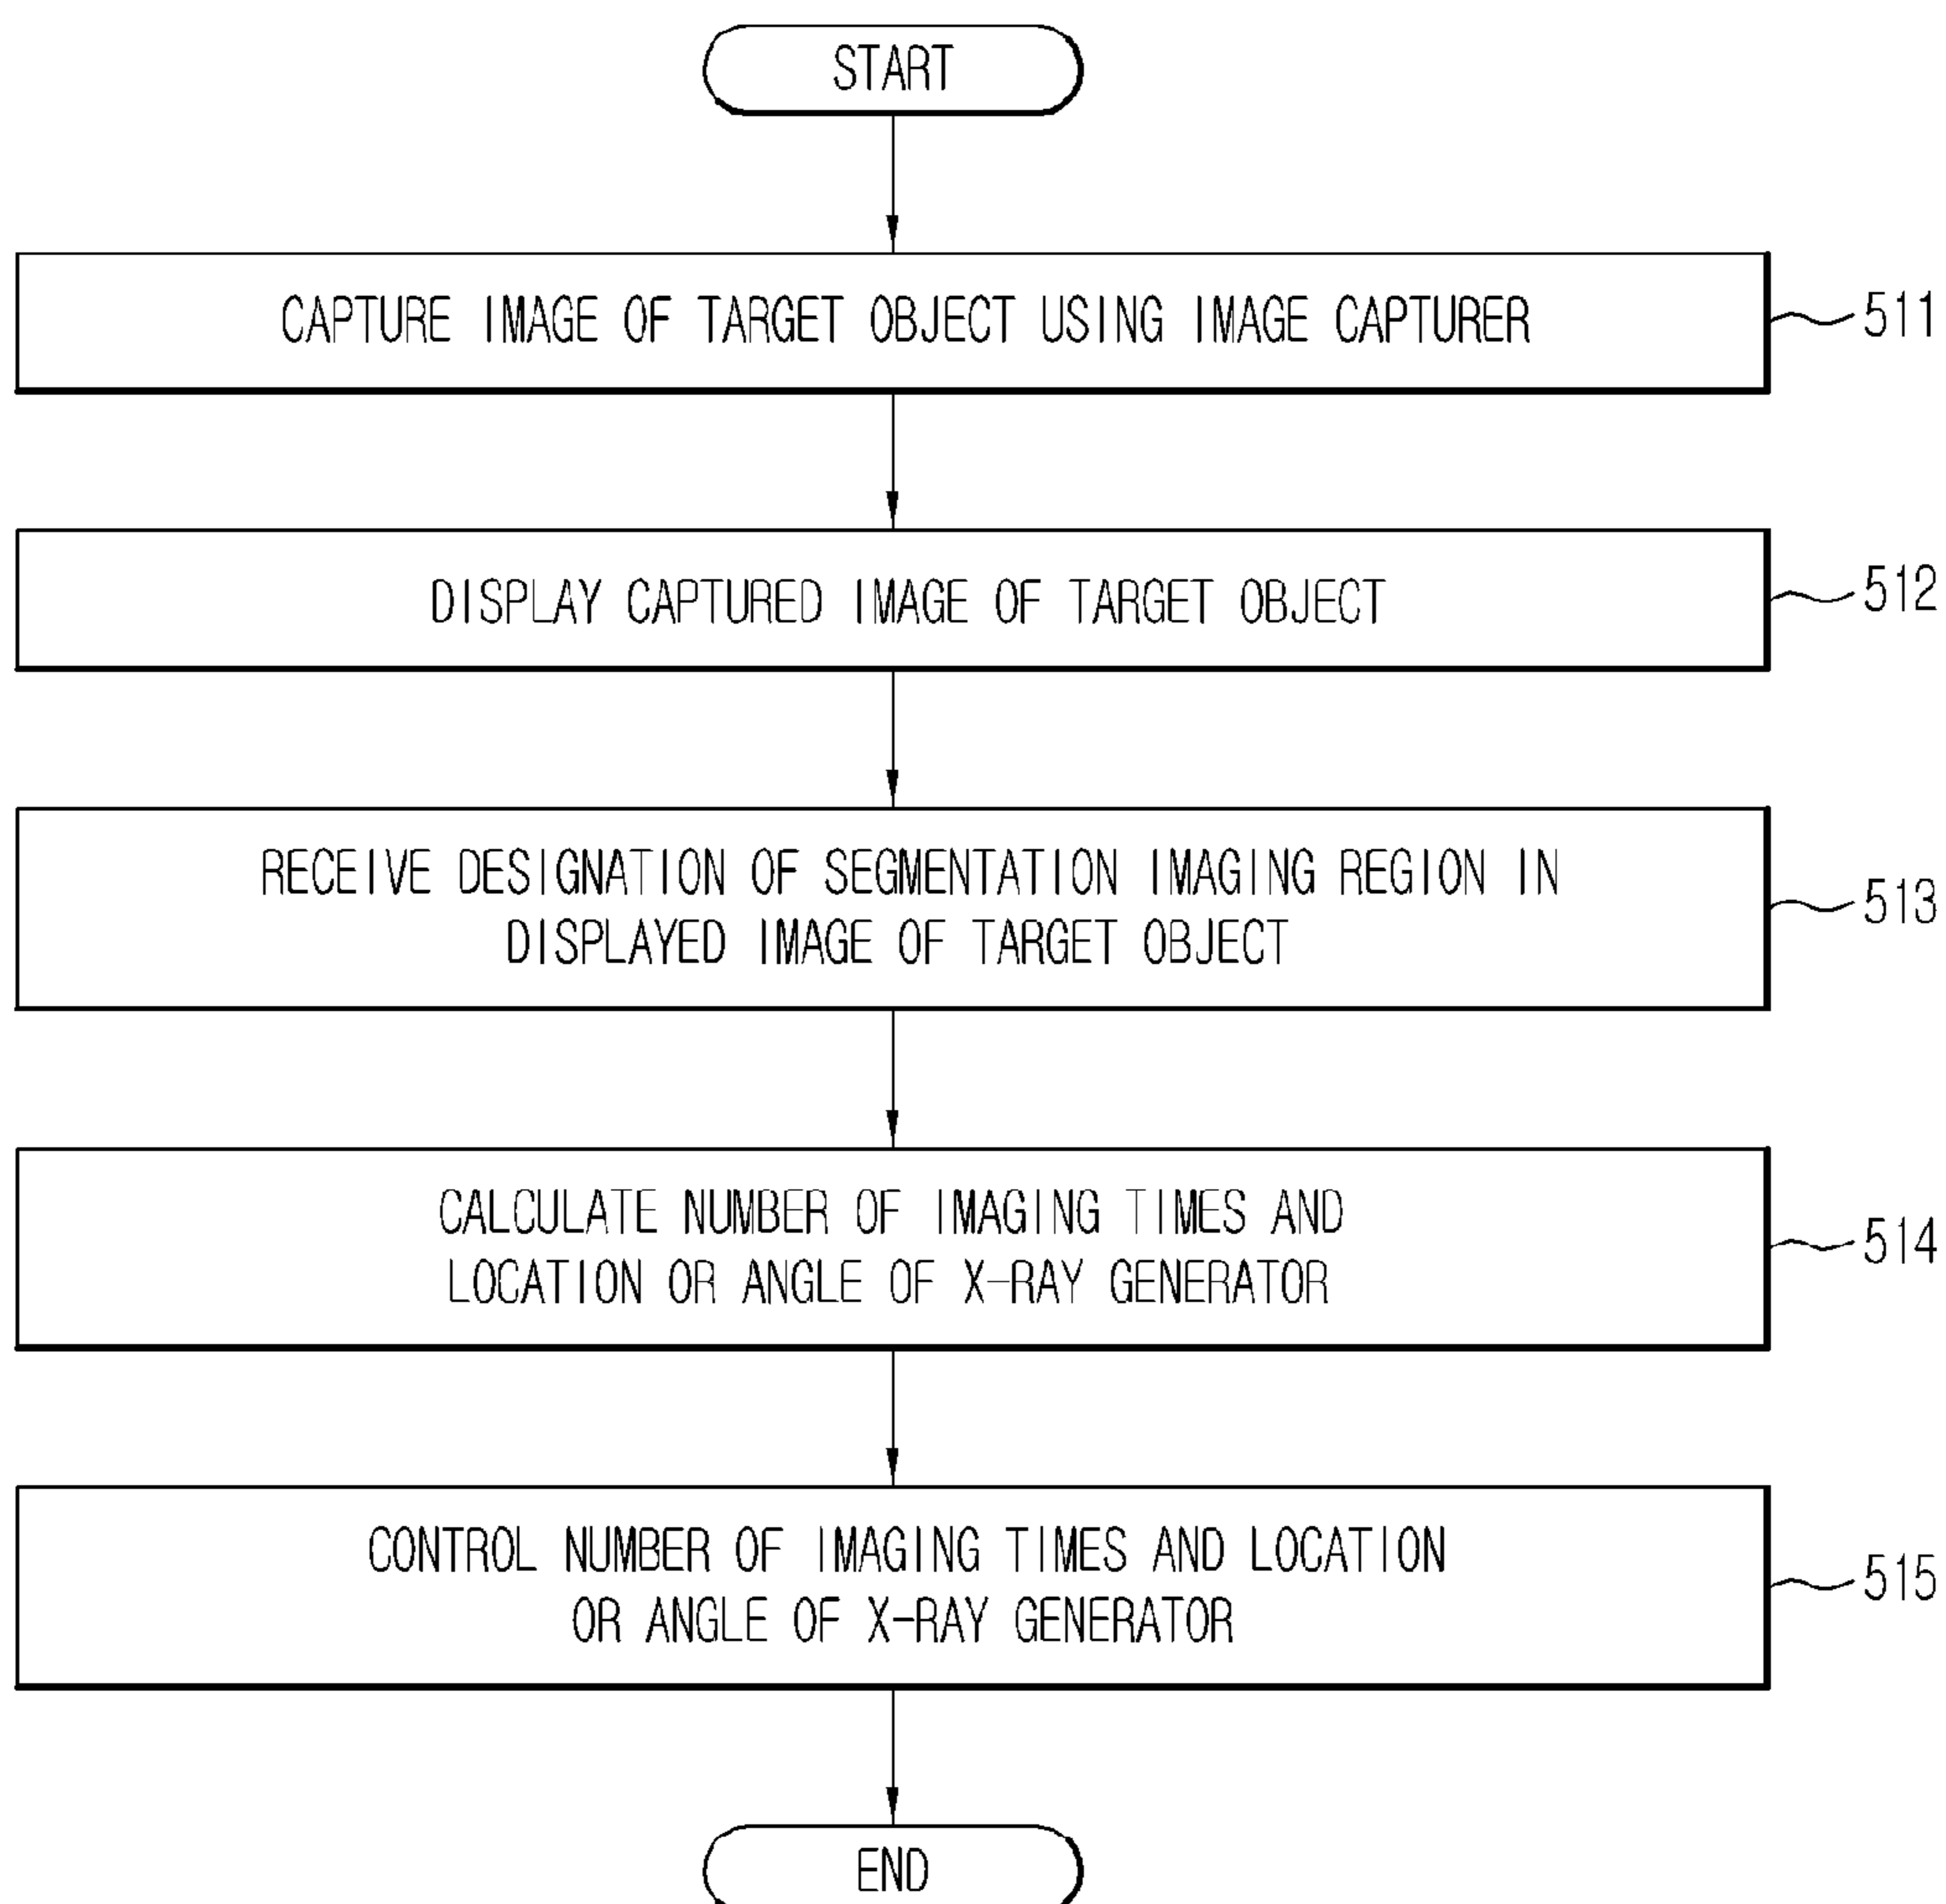 START
CAPTURE IMAGE OF TARGET OBJECT USING IMAGE CAPTURER
511
DISPLAY CAPTURED IMAGE OF TARGET OBJECT
512
RECEIVE DESIGNATION OF SEGMENTATION IMAGING REGION IN
DISPLAYED IMAGE OF TARGET OBJECT
513
CALCULATE NUMBER OF IMAGING TIMES AND
LOCATION OR ANGLE OF X-RAY GENERATOR
514
CONTROL NUMBER OF IMAGING TIMES AND LOCATION
OR ANGLE OF X-RAY GENERATOR
515
END